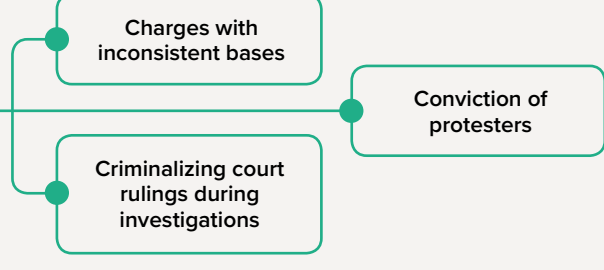 Charges with
inconsistent bases
Conviction of
protesters
Criminalizing court
rulings during
investigations